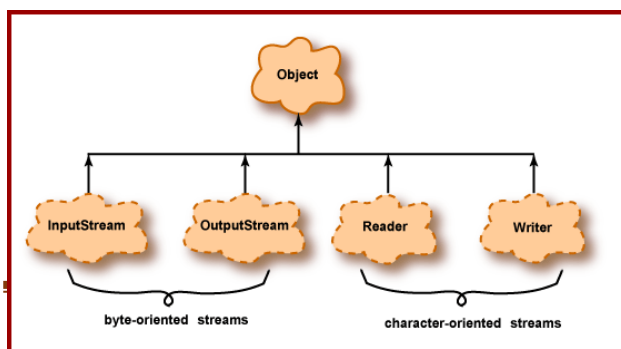 Object
InputStream
OutputStream
Reader
Writer
byte-oriented streams
character-oriented streams